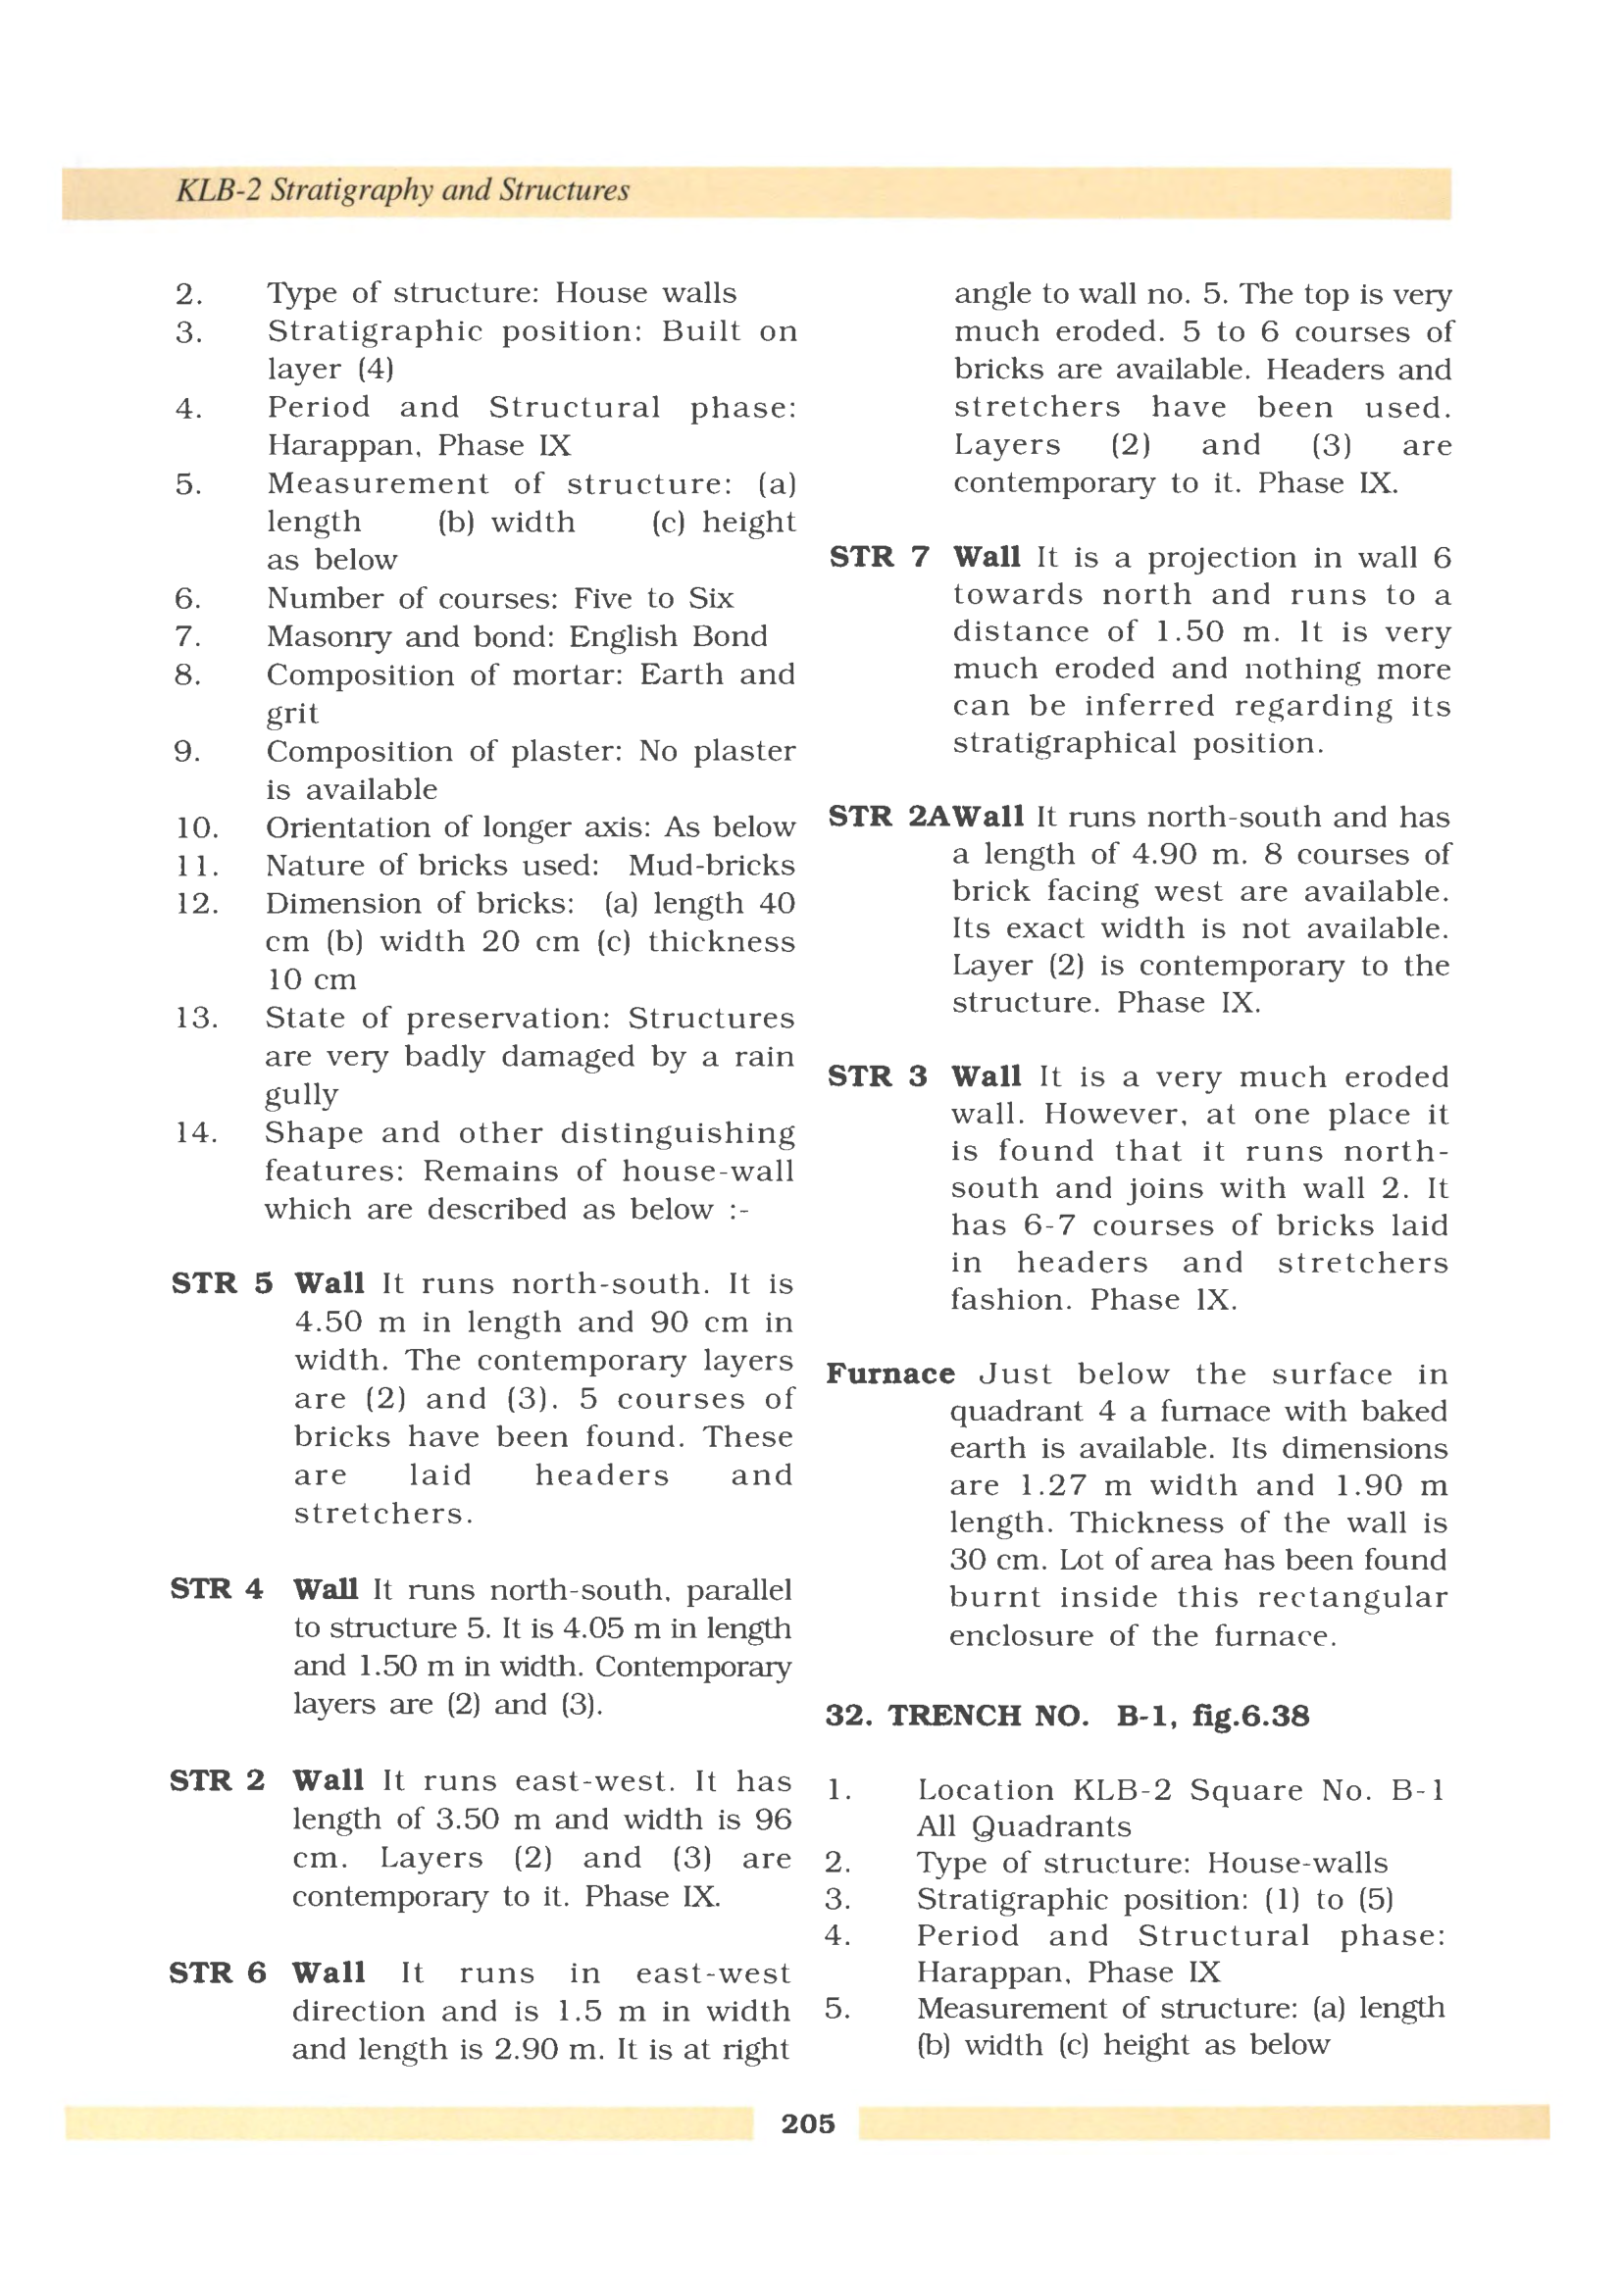 KLB-2 Stratigraphy and Structures
2. Type of structure: House walls
3. Stratigraphic position: Built on
layer (4)
4. Period and Structural phase:
Harappan, Phase IX
5. Measurement of structure: (a)
length (b) width (c) height
as below
6. Number of courses: Five to Six
7. Masonry and bond: English Bond
8. Composition of mortar: Earth and
grit
9. Composition of plaster: No plaster
is available
10. Orientation of longer axis: As below
11. Nature of bricks used: Mud-bricks
12. Dimension of bricks: (a) length 40
cm (b) width 20 cm (c) thickness
10 cm
13. State of preservation: Structures
are very badly damaged by a rain
gully
14. Shape and other distinguishing
features: Remains of house-wall
which are described as below :-
STR 5 Wall It runs north-south. It is
4.50 m in length and 90 cm in
width. The contemporary layers
are (2) and (3). 5 courses of
bricks have been found. These
are laid headers and
stretchers.
STR 4 Wall It runs north-south, parallel
to structure 5. It is 4.05 m in length
and 1.50 m in width. Contemporary
layers are (2) and (3).
STR 2 Wall It runs east-west. It has
length of 3.50 m and width is 96
cm. Layers (2) and (3) are
contemporary to it. Phase IX.
STR 6 Wall It runs in east-west
direction and is 1.5 m in width
and length is 2.90 m. It is at right
angle to wall no. 5. The top is very
much eroded. 5 to 6 courses of
bricks are available. Headers and
stretchers have been used.
Layers (2) and (3) are
contemporary to it. Phase IX.
STR 7 Wall It is a projection in wall 6
towards north and runs to a
distance of 1.50 m. It is very
much eroded and nothing more
can be inferred regarding its
stratigraphical position.
STR 2AWall It runs north-south and has
a length of 4.90 m. 8 courses of
brick facing west are available.
Its exact width is not available.
Layer (2) is contemporary to the
structure. Phase IX.
STR 3 Wall It is a very much eroded
wall. However, at one place it
is found that it runs north-
south and joins with wall 2. It
has 6-7 courses of bricks laid
in headers and stretchers
fashion. Phase IX.
Furnace Just below the surface in
quadrant 4 a furnace with baked
earth is available. Its dimensions
are 1.27 m width and 1.90 m
length. Thickness of the wall is
30 cm. Lot of area has been found
burnt inside this rectangular
enclosure of the furnace.
32. TRENCH NO. B-1, fig.6.38
1. Location KLB-2 Square No. B-1
All Quadrants
2. Type of structure: House-walls
3. Stratigraphic position: (1) to (5)
4. Period and Structural phase:
Harappan, Phase IX
5. Measurement of structure: (a) length
(b) width (c) height as below
205